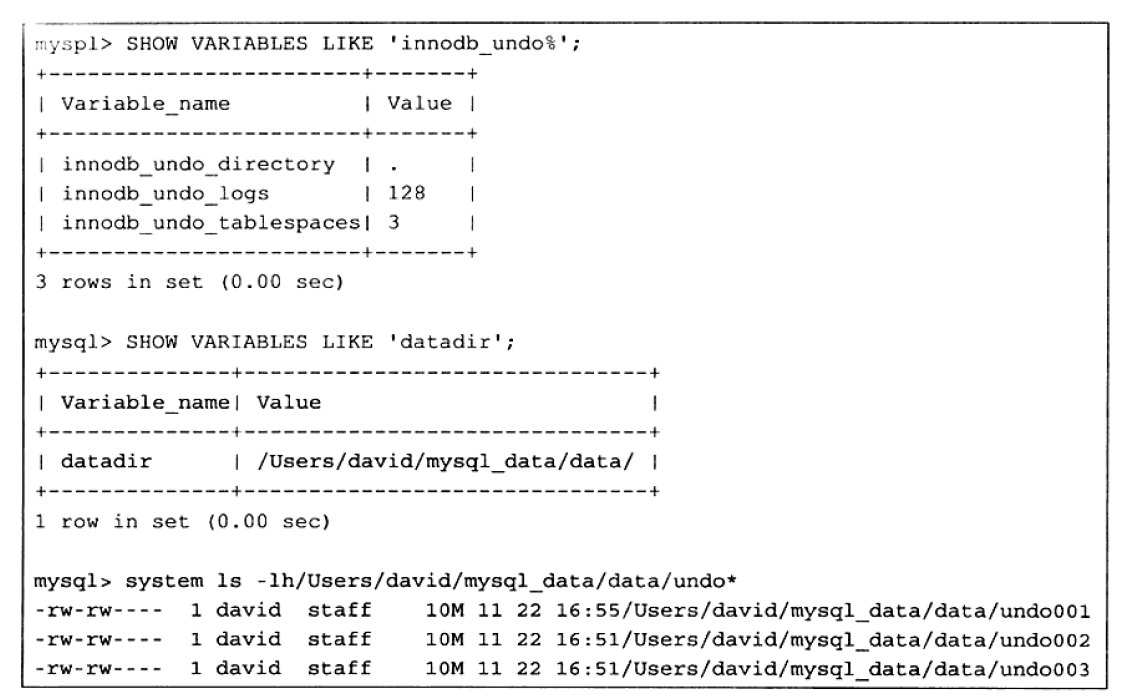 myspl> SHOW VARIABLES LIKE 'innodb_undo%';
+------------------------+-------+
| Variable_name          | Value |
+------------------------+-------+
| innodb_undo_directory  | .     |
| innodb_undo_logs       | 128   |
| innodb_undo_tablespaces| 3     |
+------------------------+-------+
3 rows in set (0.00 sec)
mysql> SHOW VARIABLES LIKE 'datadir';
+--------------+-------------------------------+
| Variable_name| Value                         |
+--------------+-------------------------------+
| datadir      | /Users/david/mysql_data/data/ |
+--------------+-------------------------------+
1 row in set (0.00 sec)
mysql> system ls -lh/Users/david/mysql_data/data/undo*
-rw-rw---- 1 david staff 10M 11 22 16:55/Users/david/mysql_data/data/undo001
-rw-rw---- 1 david staff 10M 11 22 16:51/Users/david/mysql_data/data/undo002
-rw-rw---- 1 david staff 10M 11 22 16:51/Users/david/mysql_data/data/undo003